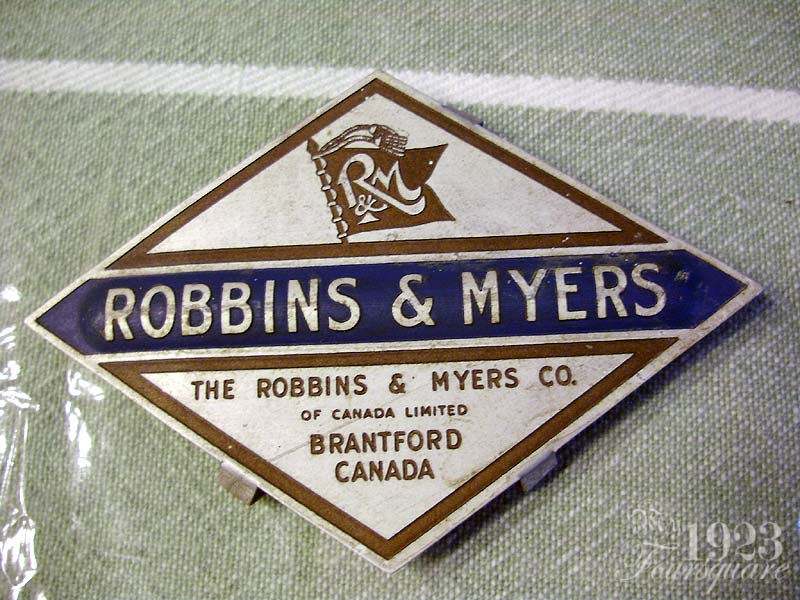 R&M
ROBBINS & MYERS
THE ROBBINS & MYERS CO.
OF CANADA LIMITED
BRANTFORD
CANADA
1923
Foursquare